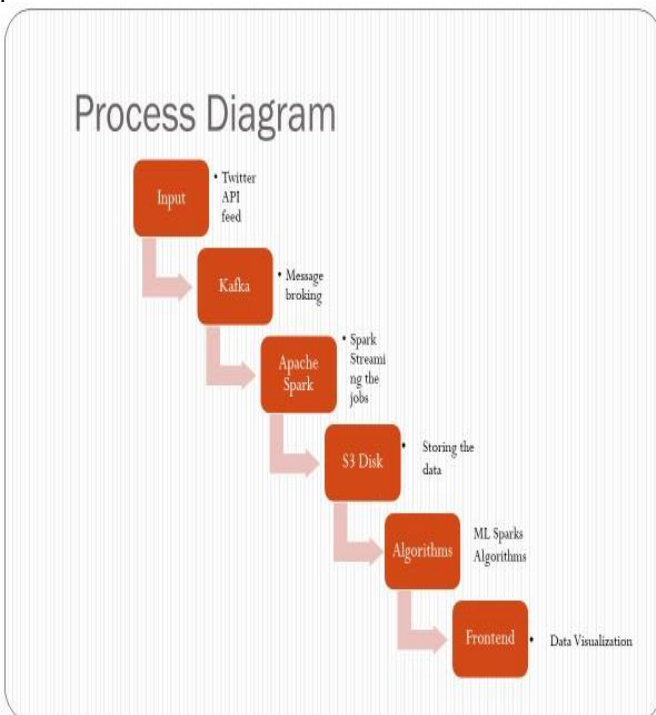 Process Diagram
Input
• Twitter
API
feed
Kafka
• Message
broking
Apache
Spark
• Spark
Streami
ng the
jobs
S3 Disk
• Storing the
data
Algorithms
ML Sparks
Algorithms
Frontend
• Data Visualization